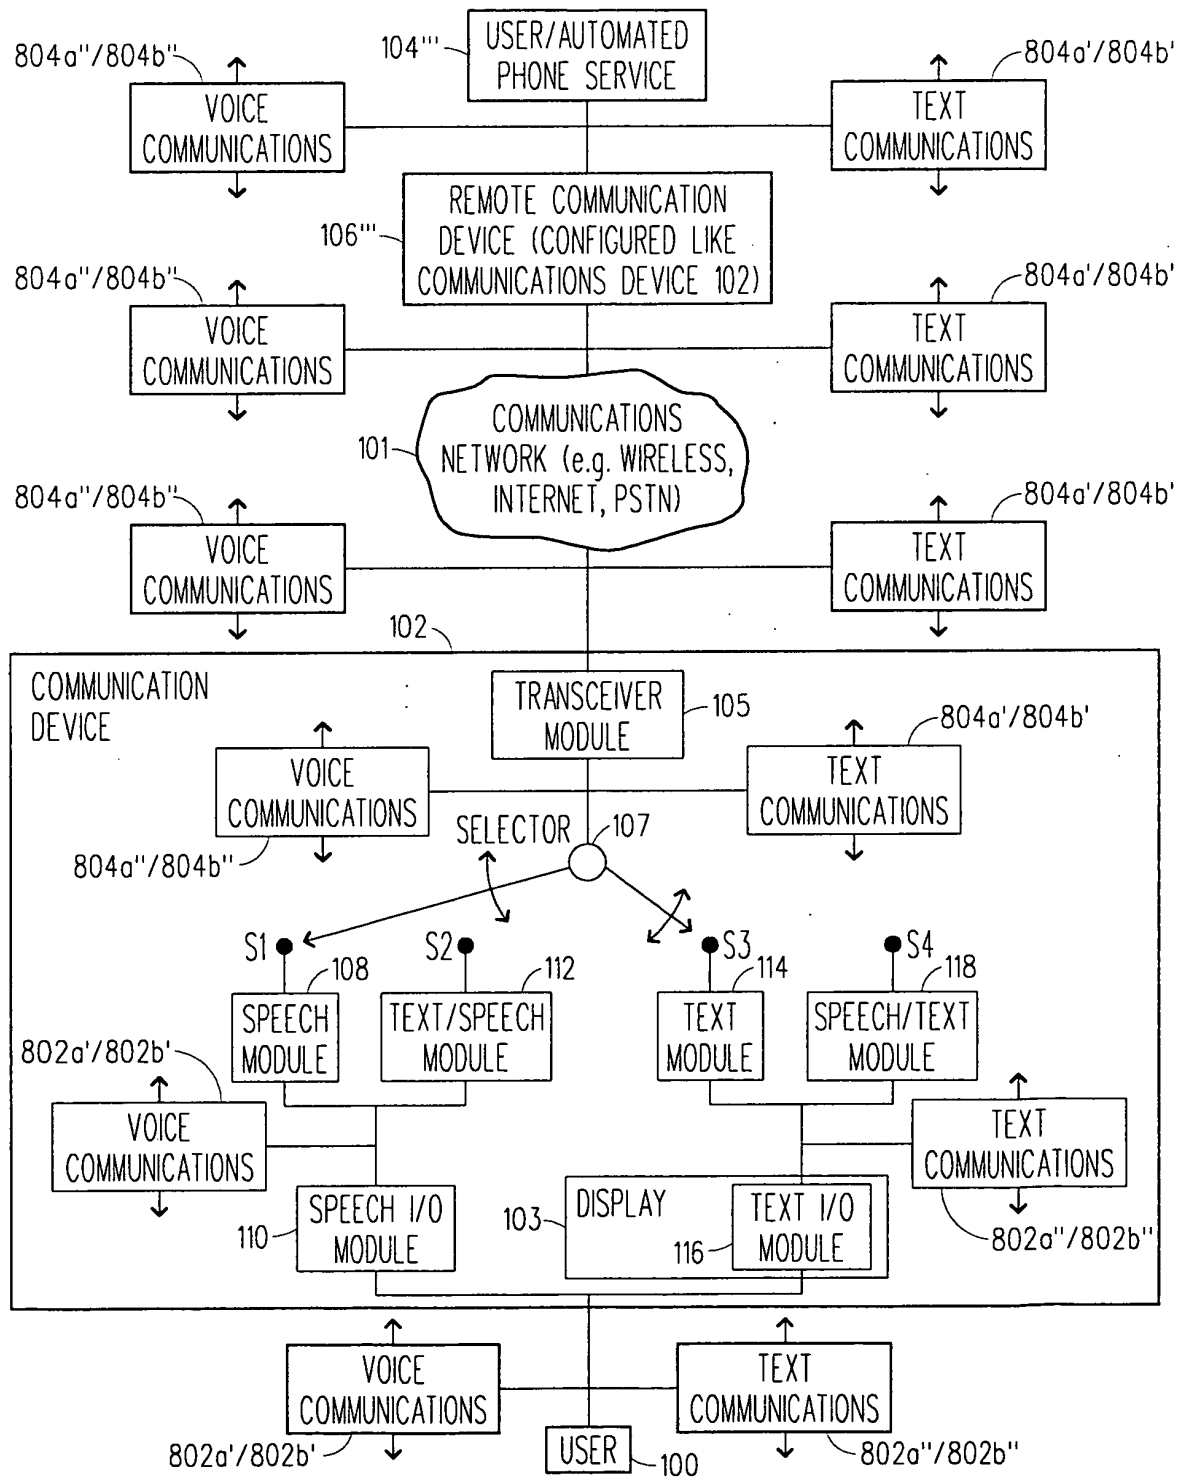 804a"/804b"
104'''
USER/AUTOMATED
PHONE SERVICE
804a'/804b'
VOICE
COMMUNICATIONS
TEXT
COMMUNICATIONS
106'''
REMOTE COMMUNICATION
DEVICE (CONFIGURED LIKE
COMMUNICATIONS DEVICE 102)
804a"/804b"
804a'/804b'
VOICE
COMMUNICATIONS
TEXT
COMMUNICATIONS
101
COMMUNICATIONS
NETWORK (e.g. WIRELESS,
INTERNET, PSTN)
804a"/804b"
804a'/804b'
VOICE
COMMUNICATIONS
TEXT
COMMUNICATIONS
102
COMMUNICATION
DEVICE
TRANSCEIVER
MODULE
105
804a'/804b'
VOICE
COMMUNICATIONS
TEXT
COMMUNICATIONS
804a"/804b"
SELECTOR
107
S1
S2
S3
S4
108
112
114
118
SPEECH
MODULE
TEXT/SPEECH
MODULE
TEXT
MODULE
SPEECH/TEXT
MODULE
802a'/802b'
VOICE
COMMUNICATIONS
TEXT
COMMUNICATIONS
802a"/802b"
110
SPEECH I/O
MODULE
103
DISPLAY
116
TEXT I/O
MODULE
VOICE
COMMUNICATIONS
TEXT
COMMUNICATIONS
802a'/802b'
USER
100
802a"/802b"